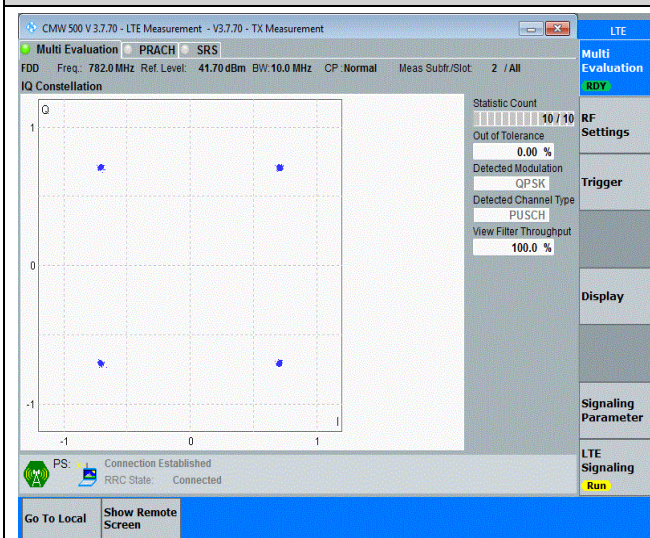 CMW 500 V 3.7.70 - LTE Measurement - V3.7.70 - TX Measurement
LTE
Multi Evaluation PRACH SRS
FDD Freq.: 782.0 MHz Ref. Level: 41.70 dBm BW: 10.0 MHz CP :Normal Meas Subfr./Slot: 2 / All
IQ Constellation
Q
1
0
-1
I
-1 0 1
Statistic Count
10 / 10
Out of Tolerance
0.00 %
Detected Modulation
QPSK
Detected Channel Type
PUSCH
View Filter Throughput
100.0 %
Multi
Evaluation
RDY
RF
Settings
Trigger
Display
Signaling
Parameter
LTE
Signaling
Run
PS: Connection Established
RRC State: Connected
Go To Local
Show Remote
Screen